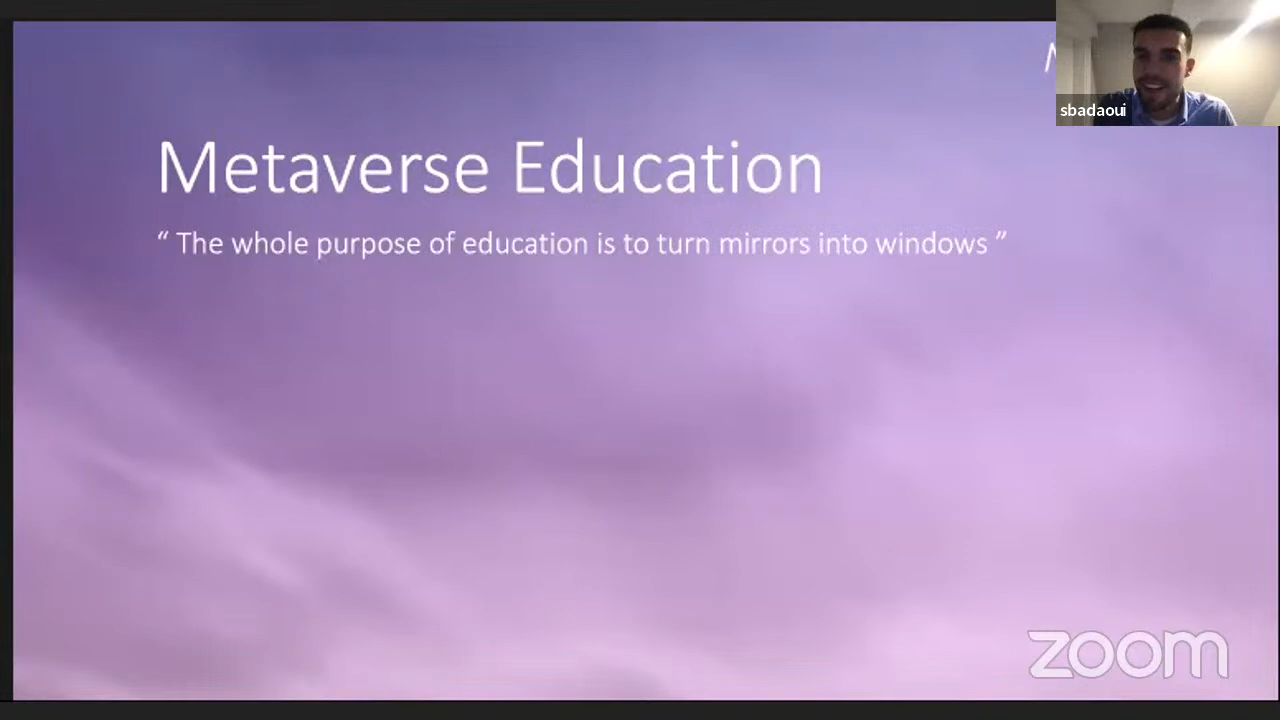 sbadaoui
Metaverse Education
“ The whole purpose of education is to turn mirrors into windows ”
zoom